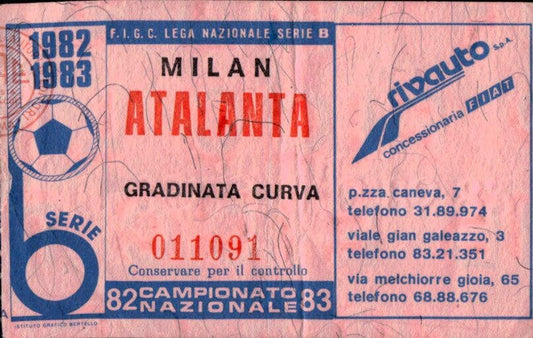 1982
1983
SERIE
b
ISTITUTO GRAFICO BERTELLO
F.I.G.C. LEGA NAZIONALE SERIE B
MILAN
ATALANTA
GRADINATA CURVA
011091
Conservare per il controllo
82 CAMPIONATO NAZIONALE 83
rivauto S.p.A.
concessionaria FIAT
p.zza caneva, 7
telefono 31.89.974
viale gian galeazzo, 3
telefono 83.21.351
via melchiorre gioia, 65
telefono 68.88.676